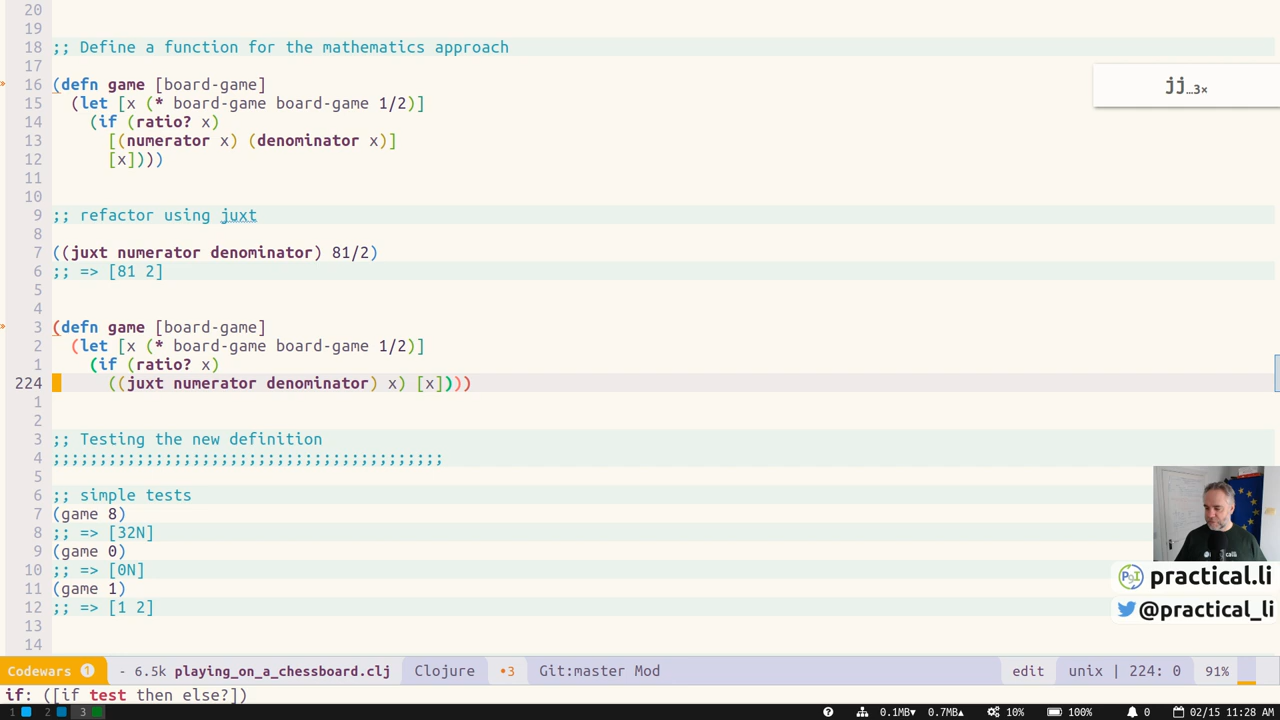 20
19
18 ;; Define a function for the mathematics approach
17
16 (defn game [board-game]
15 (let [x (* board-game board-game 1/2)]
14 (if (ratio? x)
13 [(numerator x) (denominator x)]
12 [x])))
11
10
9 ;; refactor using juxt
8
7 ((juxt numerator denominator) 81/2)
6 ;; => [81 2]
5
4
3 (defn game [board-game]
2 (let [x (* board-game board-game 1/2)]
1 (if (ratio? x)
224 ((juxt numerator denominator) x) [x])))
1
2
3 ;; Testing the new definition
4 ;;;;;;;;;;;;;;;;;;;;;;;;;;;;;;;;;;;;;;;;;;
5
6 ;; simple tests
7 (game 8)
8 ;; => [32N]
9 (game 0)
10 ;; => [0N]
11 (game 1)
12 ;; => [1 2]
13
14
jj…3×
practical.li
@practical_li
Codewars 1 - 6.5k playing_on_a_chessboard.clj Clojure •3 Git:master Mod edit unix | 224: 0 91%
if: ([if test then else?])
1 2 3 0.1MB▾ 0.7MB▴ 10% 100% 0 02/15 11:28 AM